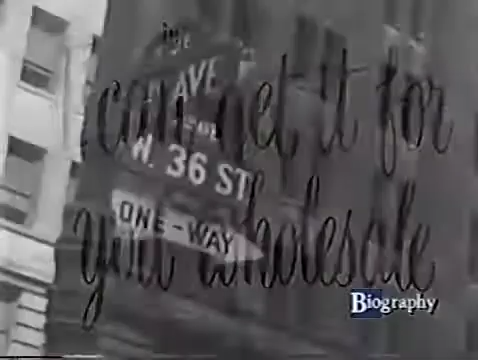 AVE
can get it for
W. 36 ST
ONE-WAY
you wholesale
Biography